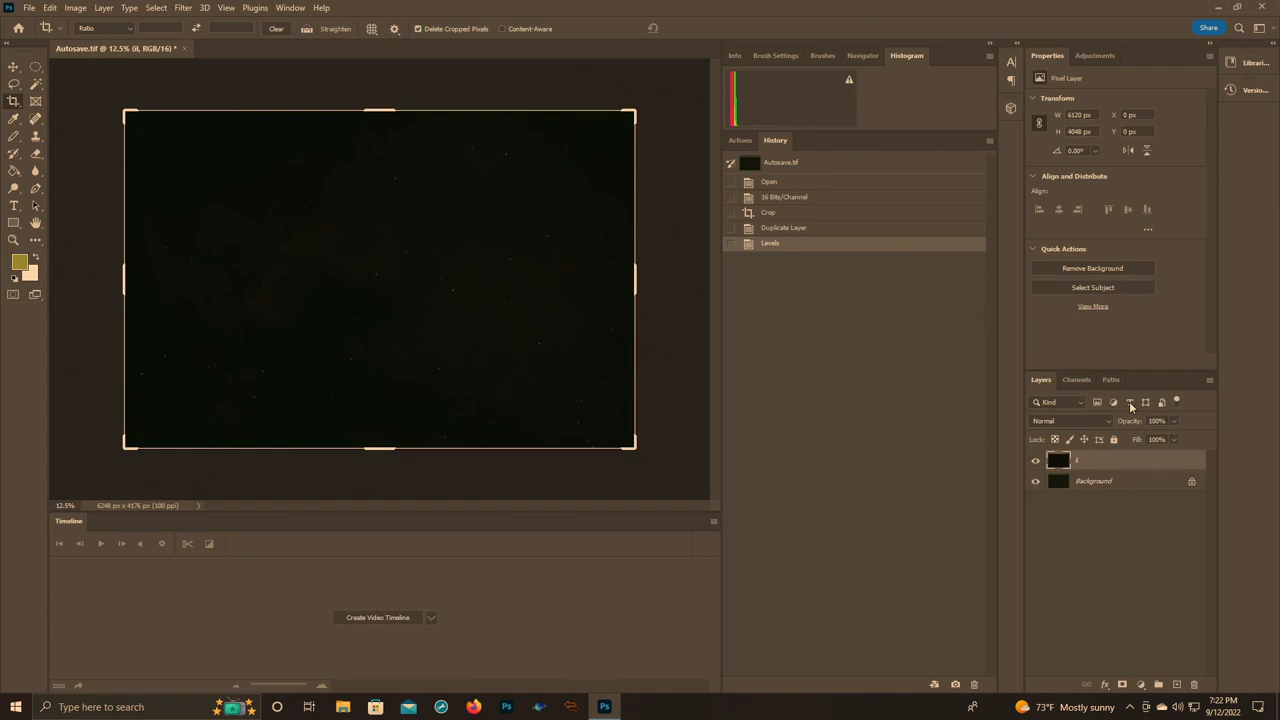 File Edit Image Layer Type Select Filter 3D View Plugins Window Help
Ratio Clear Straighten Delete Cropped Pixels Content-Aware Share
Autosave.tif @ 12.5% (il, RGB/16) *
Info Brush Settings Brushes Navigator Histogram
Properties Adjustments
Librari...
Pixel Layer
Versio...
Transform
W 6120 px X 0 px
H 4048 px Y 0 px
0.00°
Actions History
Autosave.tif
Open
16 Bits/Channel
Crop
Duplicate Layer
Levels
Align and Distribute
Align:
Quick Actions
Remove Background
Select Subject
View More
Layers Channels Paths
Kind
Normal Opacity: 100%
Lock: Fill: 100%
Background
12.5% 6248 px x 4176 px (100 ppi)
Timeline
Create Video Timeline
Type here to search
73°F Mostly sunny
7:22 PM
9/12/2022